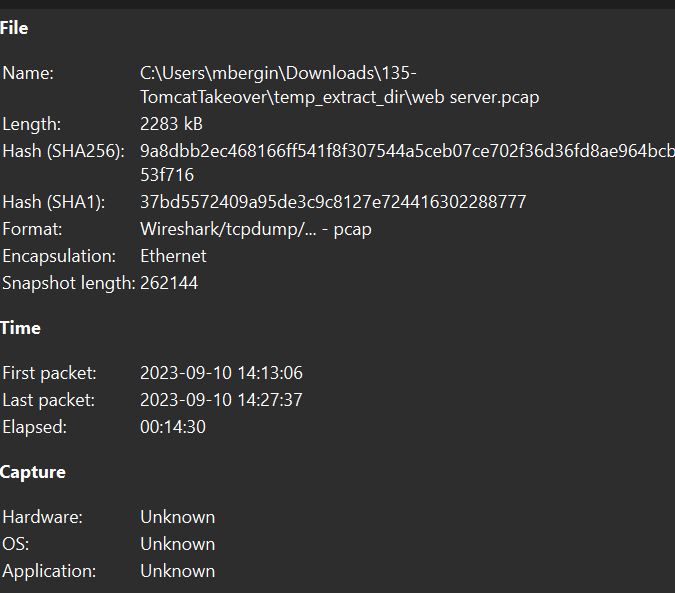 File
Name: C:\Users\mbergin\Downloads\135-
TomcatTakeover\temp_extract_dir\web server.pcap
Length: 2283 kB
Hash (SHA256): 9a8dbb2ec468166ff541f8f307544a5ceb07ce702f36d36fd8ae964bcb
53f716
Hash (SHA1): 37bd5572409a95de3c9c8127e724416302288777
Format: Wireshark/tcpdump/... - pcap
Encapsulation: Ethernet
Snapshot length: 262144
Time
First packet: 2023-09-10 14:13:06
Last packet: 2023-09-10 14:27:37
Elapsed: 00:14:30
Capture
Hardware: Unknown
OS: Unknown
Application: Unknown